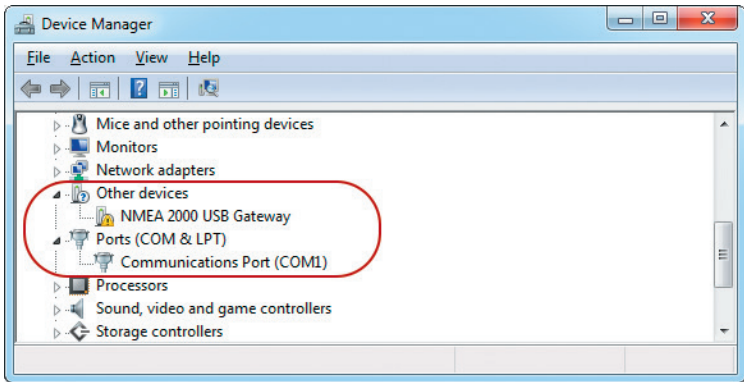 Device Manager
File Action View Help
Mice and other pointing devices
Monitors
Network adapters
Other devices
NMEA 2000 USB Gateway
Ports (COM & LPT)
Communications Port (COM1)
Processors
Sound, video and game controllers
Storage controllers